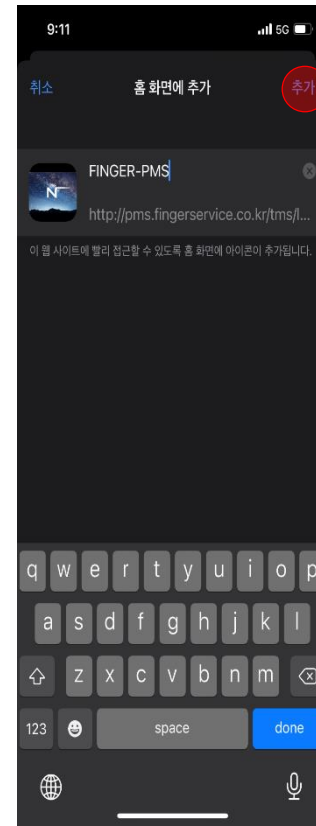 9:11
5G
취소
홈 화면에 추가
추가
N
FINGER-PMS
http://pms.fingerservice.co.kr/tms/l...
이 웹 사이트에 빨리 접근할 수 있도록 홈 화면에 아이콘이 추가됩니다.
q w e r t y u i o p
a s d f g h j k l
z x c v b n m
123 space done